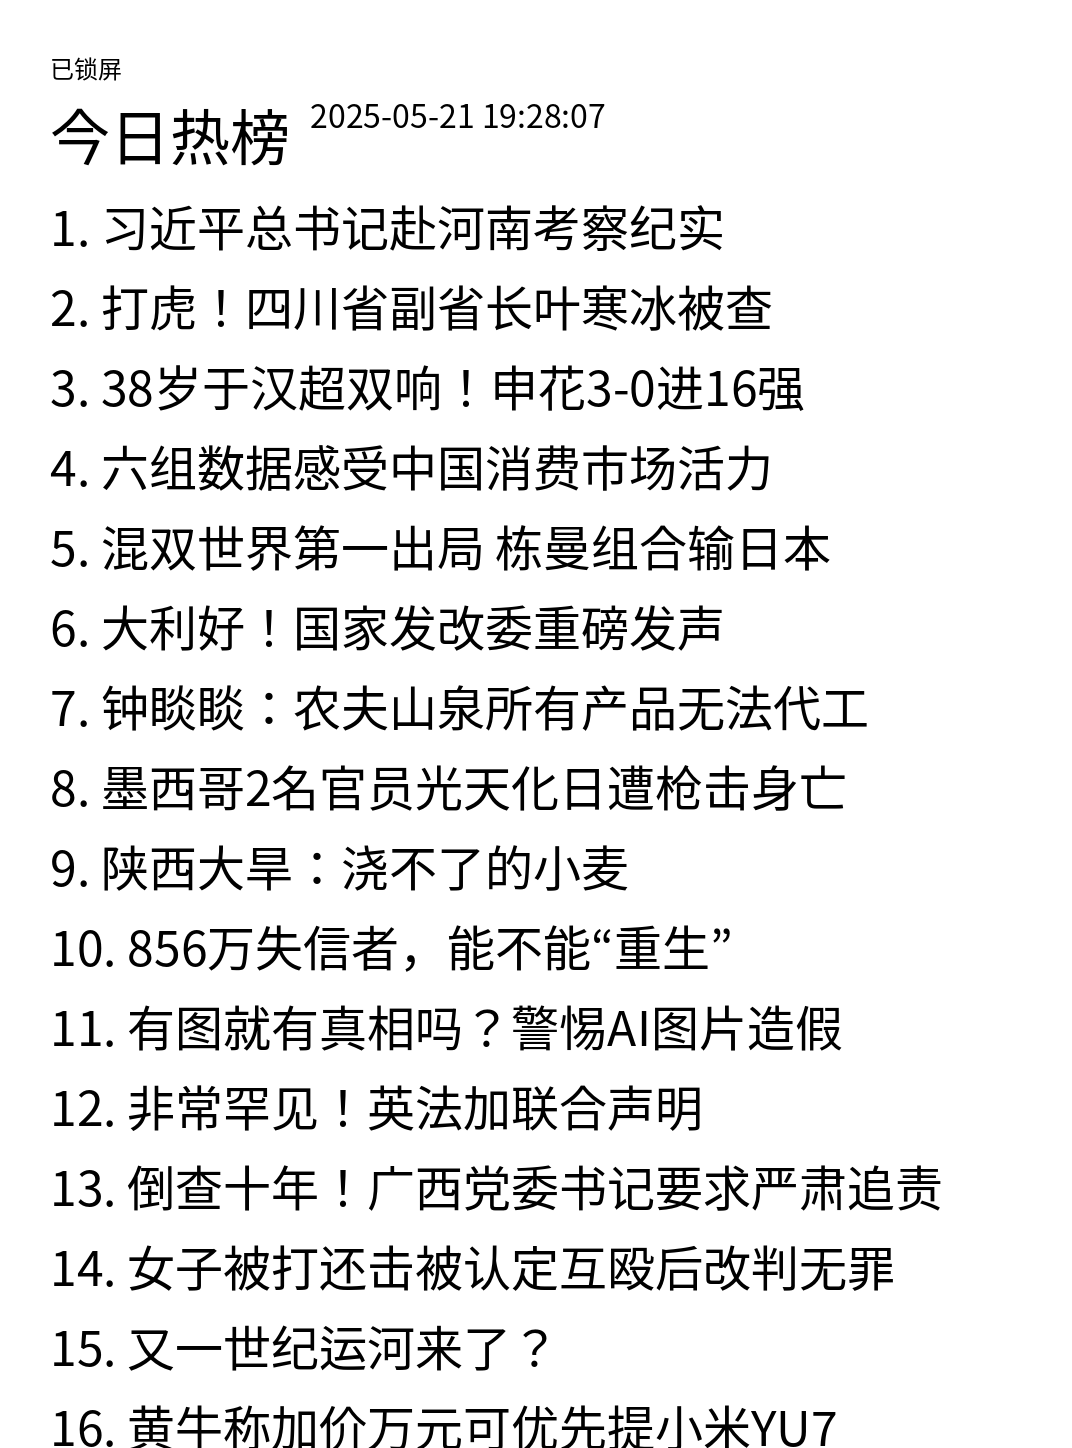 已锁屏
今日热榜 2025-05-21 19:28:07
1. 习近平总书记赴河南考察纪实
2. 打虎！四川省副省长叶寒冰被查
3. 38岁于汉超双响！申花3-0进16强
4. 六组数据感受中国消费市场活力
5. 混双世界第一出局 栋曼组合输日本
6. 大利好！国家发改委重磅发声
7. 钟睒睒：农夫山泉所有产品无法代工
8. 墨西哥2名官员光天化日遭枪击身亡
9. 陕西大旱：浇不了的小麦
10. 856万失信者，能不能“重生”
11. 有图就有真相吗？警惕AI图片造假
12. 非常罕见！英法加联合声明
13. 倒查十年！广西党委书记要求严肃追责
14. 女子被打还击被认定互殴后改判无罪
15. 又一世纪运河来了？
16. 黄牛称加价万元可优先提小米YU7